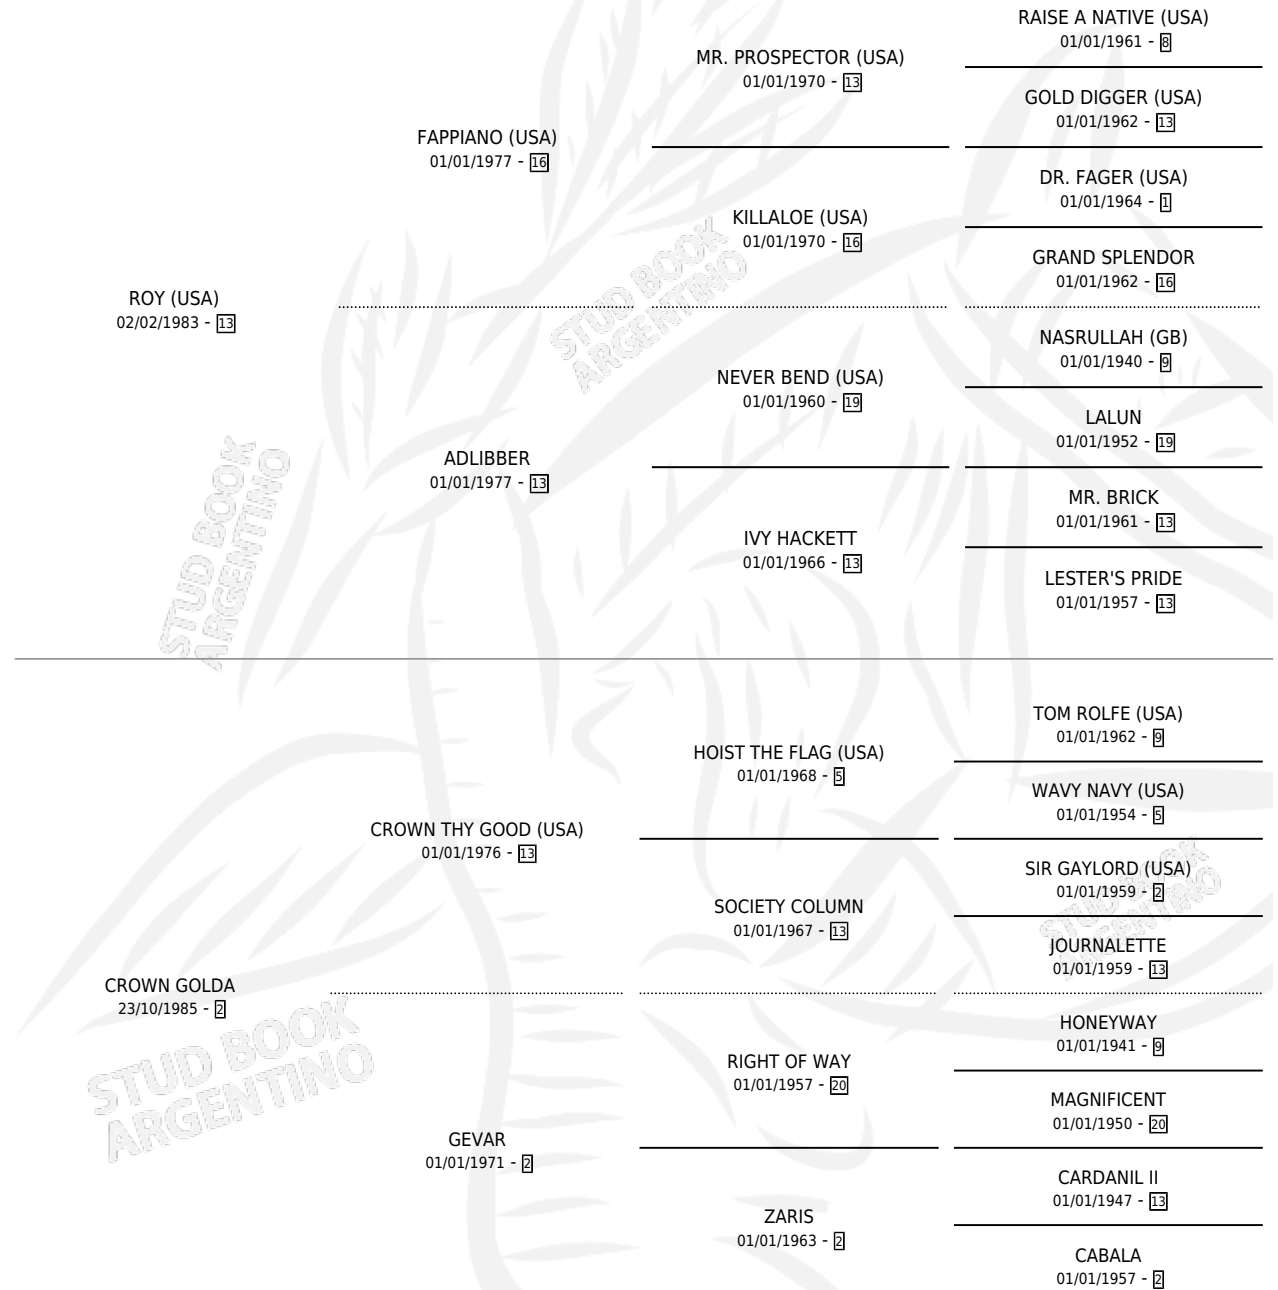 RAISE A NATIVE (USA)
01/01/1961 - 8
MR. PROSPECTOR (USA)
01/01/1970 - 13
GOLD DIGGER (USA)
01/01/1962 - 13
FAPPIANO (USA)
01/01/1977 - 16
DR. FAGER (USA)
01/01/1964 - 1
KILLALOE (USA)
01/01/1970 - 16
GRAND SPLENDOR
01/01/1962 - 16
ROY (USA)
02/02/1983 - 13
NASRULLAH (GB)
01/01/1940 - 9
NEVER BEND (USA)
01/01/1960 - 19
LALUN
01/01/1952 - 19
ADLIBBER
01/01/1977 - 13
MR. BRICK
01/01/1961 - 13
IVY HACKETT
01/01/1966 - 13
LESTER'S PRIDE
01/01/1957 - 13
TOM ROLFE (USA)
01/01/1962 - 9
HOIST THE FLAG (USA)
01/01/1968 - 5
WAVY NAVY (USA)
01/01/1954 - 5
CROWN THY GOOD (USA)
01/01/1976 - 13
SIR GAYLORD (USA)
01/01/1959 - 2
SOCIETY COLUMN
01/01/1967 - 13
JOURNALETTE
01/01/1959 - 13
CROWN GOLDA
23/10/1985 - 2
HONEYWAY
01/01/1941 - 9
RIGHT OF WAY
01/01/1957 - 20
MAGNIFICENT
01/01/1950 - 20
GEVAR
01/01/1971 - 2
CARDANIL II
01/01/1947 - 13
ZARIS
01/01/1963 - 2
CABALA
01/01/1957 - 2
STUD BOOK
ARGENTINO
STUD BOOK
ARGENTINO
STUD BOOK
ARGENTINO
STUD BOOK
ARGENTINO